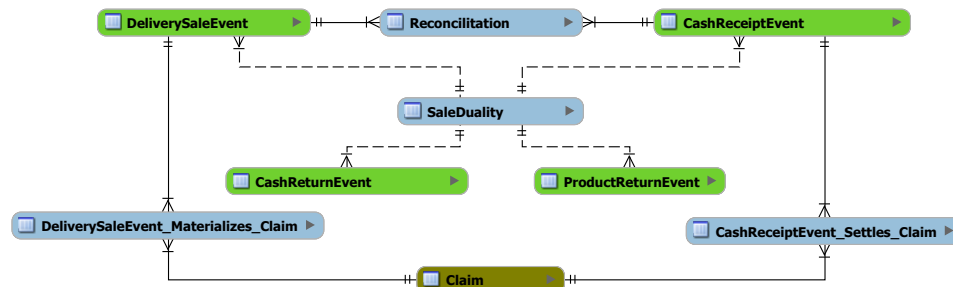 DeliverySaleEvent
Reconcilitation
CashReceiptEvent
SaleDuality
CashReturnEvent
ProductReturnEvent
DeliverySaleEvent_Materializes_Claim
CashReceiptEvent_Settles_Claim
Claim